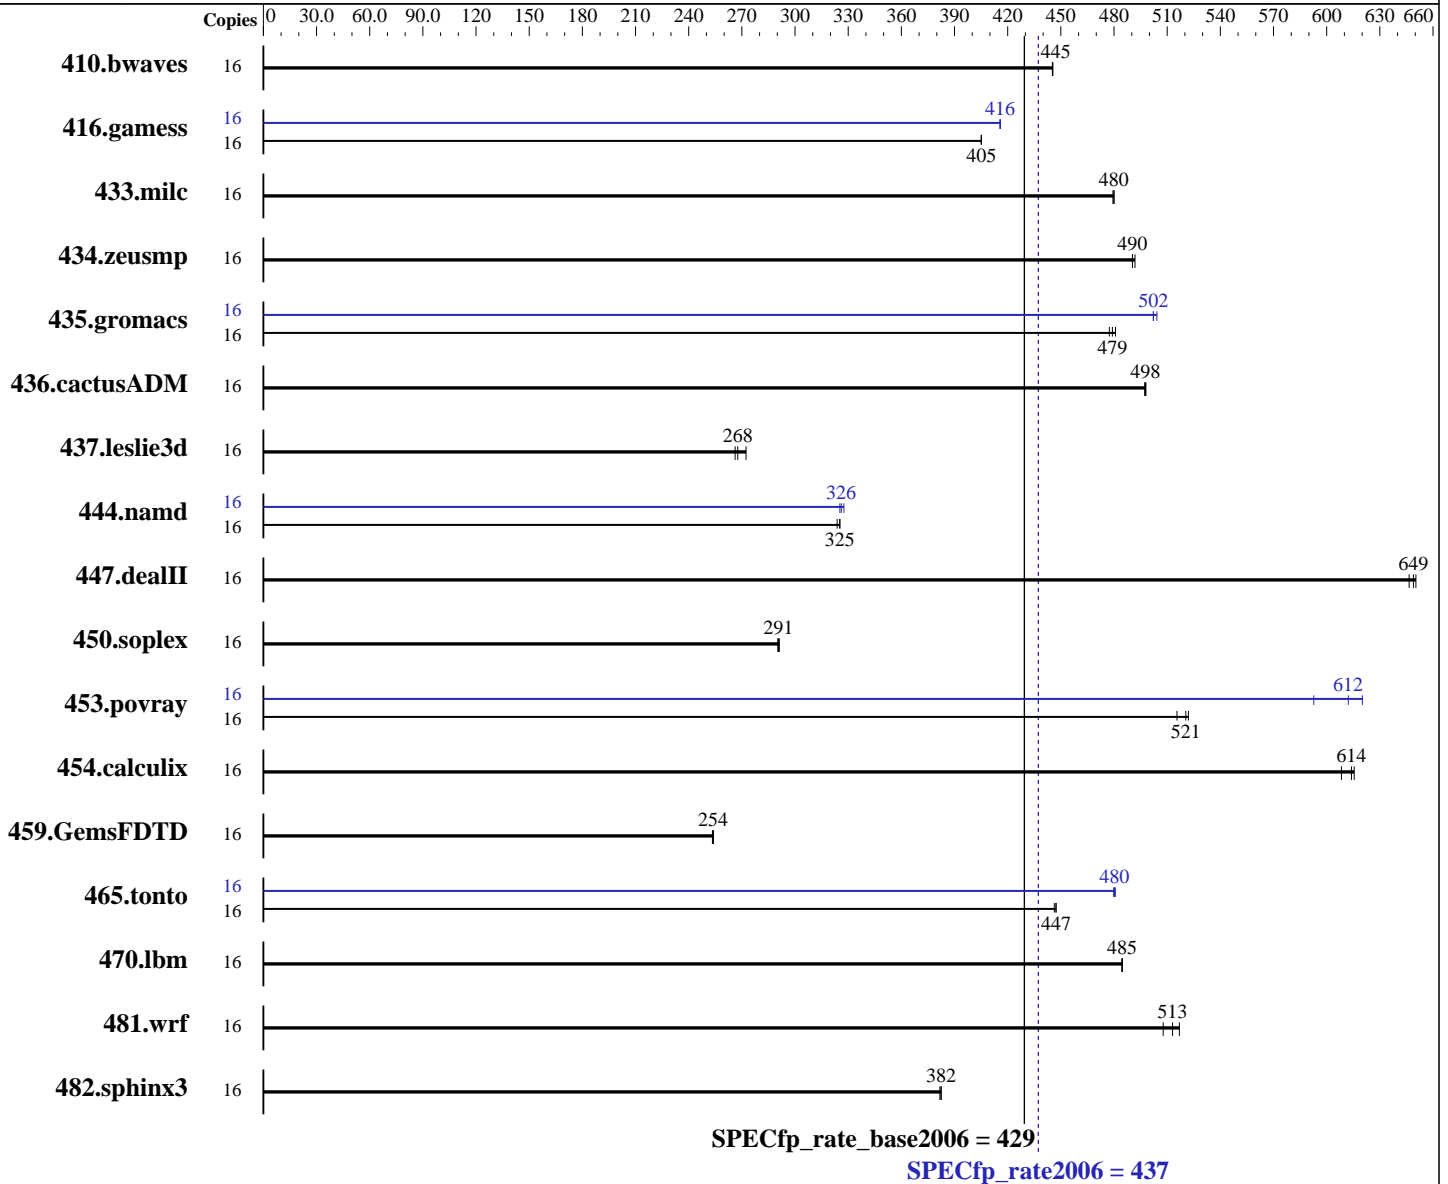 Copies 0 30.0 60.0 90.0 120 150 180 210 240 270 300 330 360 390 420 450 480 510 540 570 600 630 660
410.bwaves 16 445
416.gamess 16 416
16 405
433.milc 16 480
434.zeusmp 16 490
435.gromacs 16 502
16 479
436.cactusADM 16 498
437.leslie3d 16 268
444.namd 16 326
16 325
447.dealII 16 649
450.soplex 16 291
453.povray 16 612
16 521
454.calculix 16 614
459.GemsFDTD 16 254
465.tonto 16 480
16 447
470.lbm 16 485
481.wrf 16 513
482.sphinx3 16 382
SPECfp_rate_base2006 = 429
SPECfp_rate2006 = 437